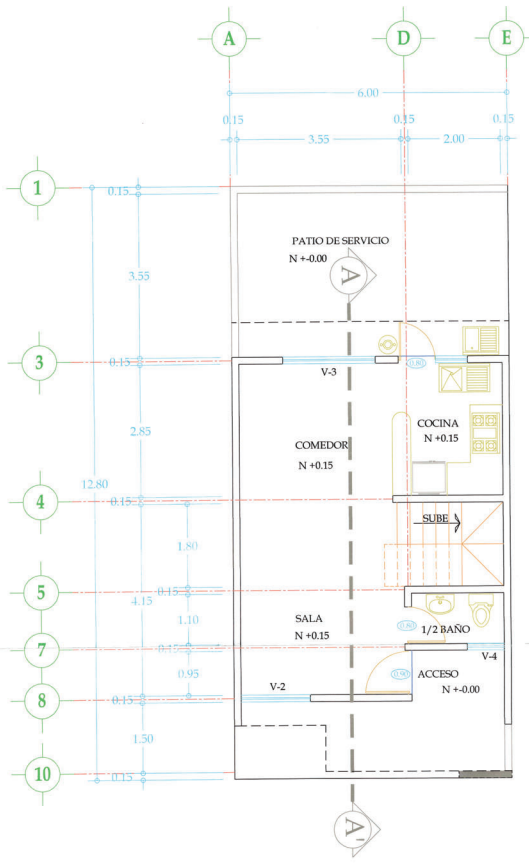 A
D
E
6.00
0.15
0.15
0.15
3.55
2.00
1
0.15
3.55
PATIO DE SERVICIO
N +-0.00
A
3
0.15
V-3
0.80
2.85
COCINA
N +0.15
COMEDOR
N +0.15
12.80
4
0.15
SUBE
1.80
5
0.15
4.15
1.10
SALA
N +0.15
0.80
1/2 BAÑO
7
0.15
V-4
0.95
0.90
ACCESO
N +-0.00
V-2
8
0.15
1.50
10
0.15
A'